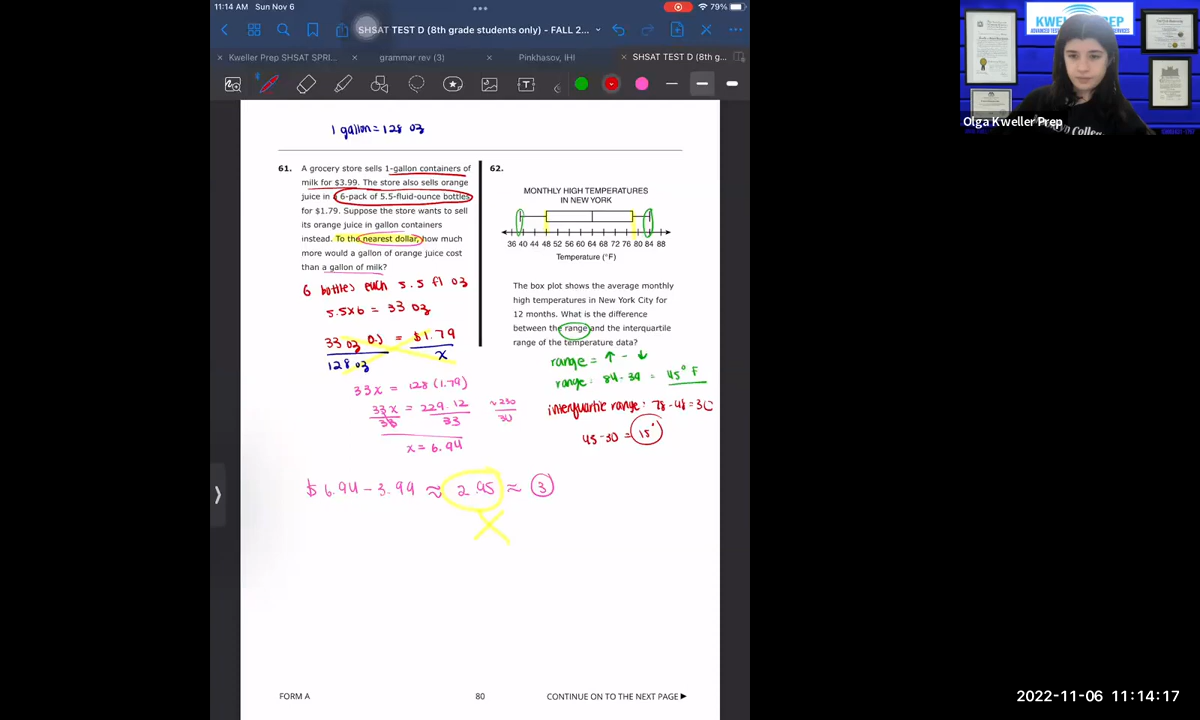 11:14 AM Sun Nov 6
79%
SHSAT TEST D (8th grade students only) - FALL 2...
Kweller Prep SHSAT SPRI...
grammar rev (3)
Pinkhasov, IHI
SHSAT TEST D (8th g...
KWELLER PREP
Olga Kweller Prep
1 gallon = 128 oz
61. A grocery store sells 1-gallon containers of
milk for $3.99. The store also sells orange
juice in a 6-pack of 5.5-fluid-ounce bottles
for $1.79. Suppose the store wants to sell
its orange juice in gallon containers
instead. To the nearest dollar, how much
more would a gallon of orange juice cost
than a gallon of milk?
6 bottles each 5.5 fl oz
5.5x6 = 33 oz
33 oz OJ = $1.79
128 oz x
33x = 128 (1.79)
33x = 229.12
33 33
~230
30
x = 6.94
$6.94 - 3.99 ≈ 2.95 ≈ 3
62.
MONTHLY HIGH TEMPERATURES
IN NEW YORK
36 40 44 48 52 56 60 64 68 72 76 80 84 88
Temperature (°F)
The box plot shows the average monthly
high temperatures in New York City for
12 months. What is the difference
between the range and the interquartile
range of the temperature data?
range = ↑ - ↓
range: 84-39 = 45° F
interquartile range: 78-48=30
45-30 = 15°
FORM A
80
CONTINUE ON TO THE NEXT PAGE ▶
2022-11-06 11:14:17